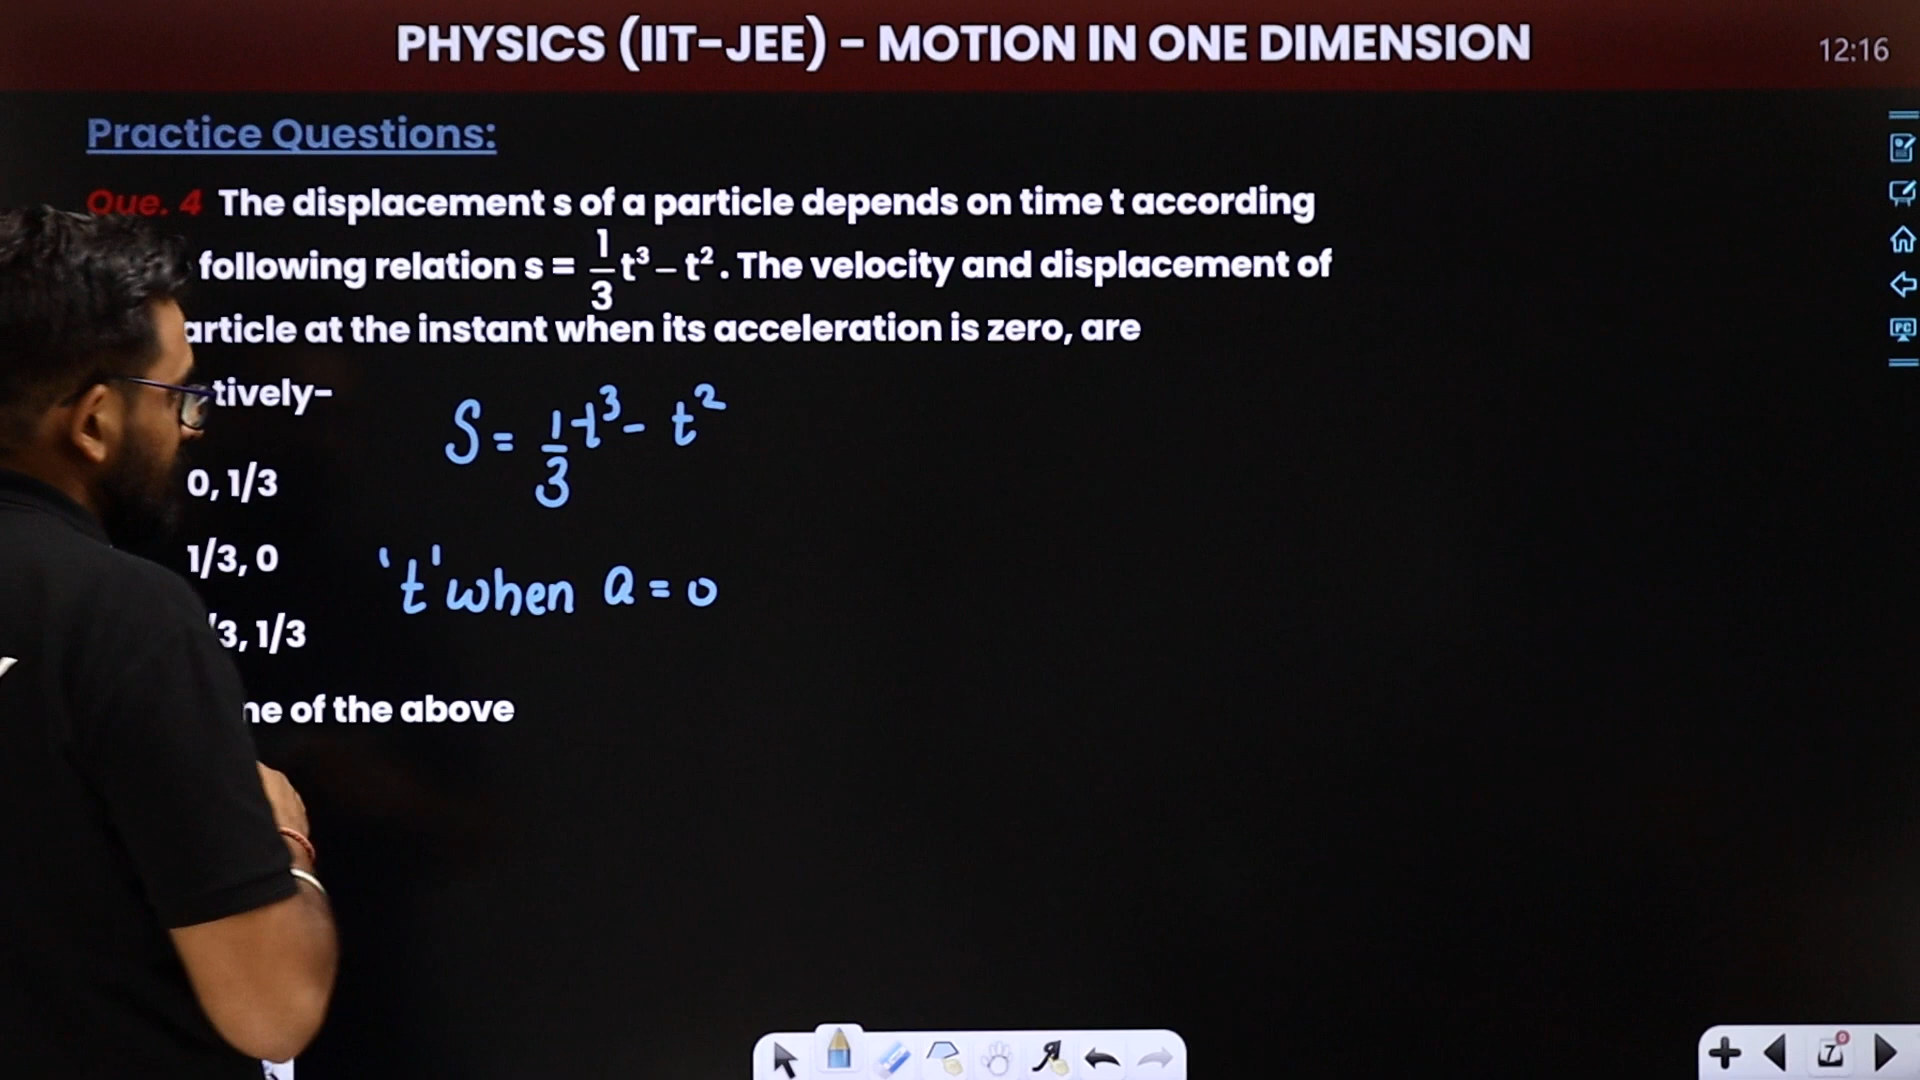 PHYSICS (IIT-JEE) - MOTION IN ONE DIMENSION
12:16
Practice Questions:
Que. 4 The displacement s of a particle depends on time t according
following relation s = 1/3 t³ – t². The velocity and displacement of
article at the instant when its acceleration is zero, are
tively-
S = 1/3 t³ - t²
0, 1/3
1/3, 0
't' when a = 0
/3, 1/3
ne of the above
PC
7
0